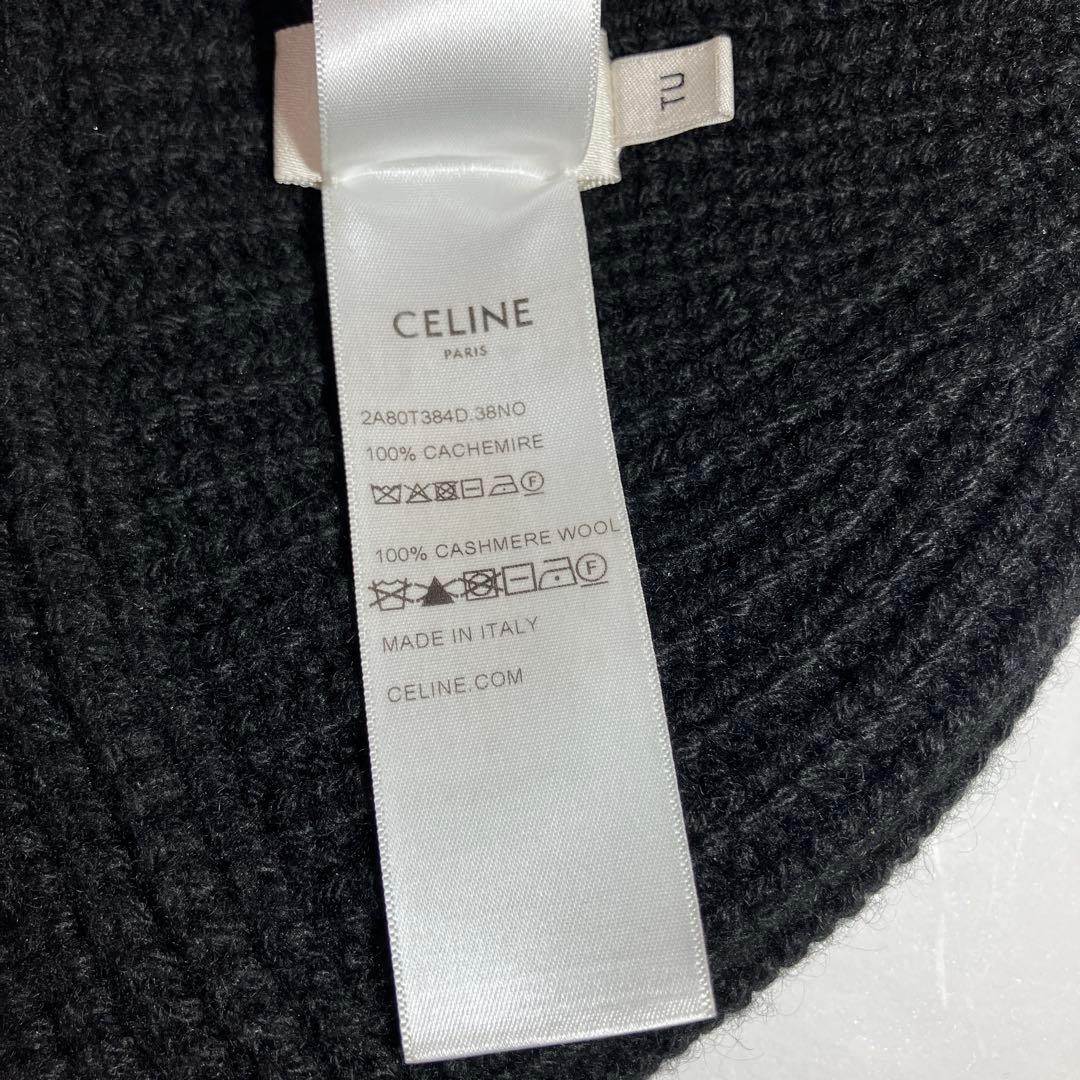 TU
CELINE
PARIS
2A80T384D.38NO
100% CACHEMIRE
F
100% CASHMERE WOOL
F
MADE IN ITALY
CELINE.COM